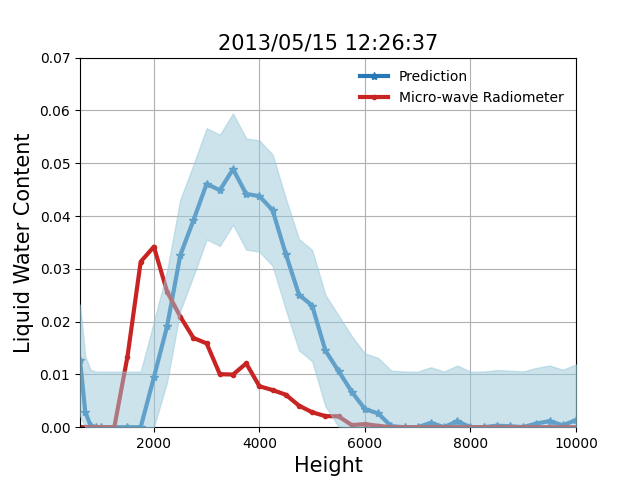 2013/05/15 12:26:37
Prediction
Micro-wave Radiometer
Liquid Water Content
0.07
0.06
0.05
0.04
0.03
0.02
0.01
0.00
2000 4000 6000 8000 10000
Height